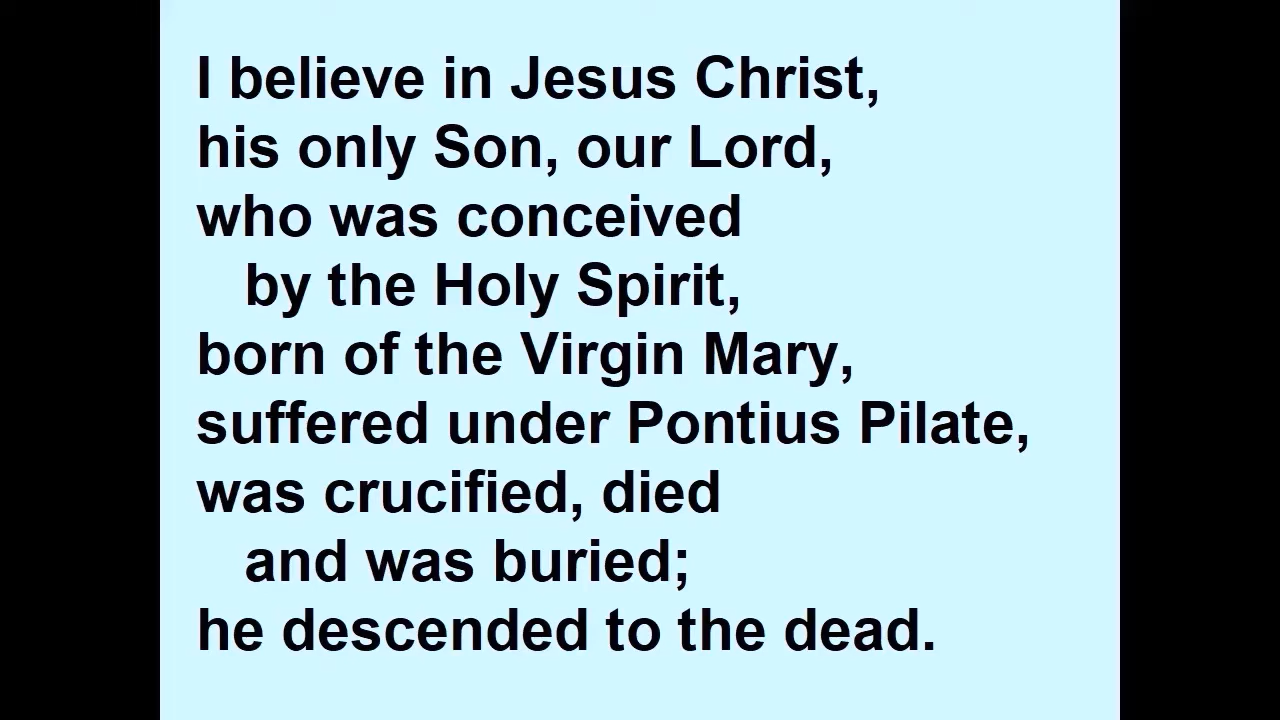 I believe in Jesus Christ,
his only Son, our Lord,
who was conceived
by the Holy Spirit,
born of the Virgin Mary,
suffered under Pontius Pilate,
was crucified, died
and was buried;
he descended to the dead.